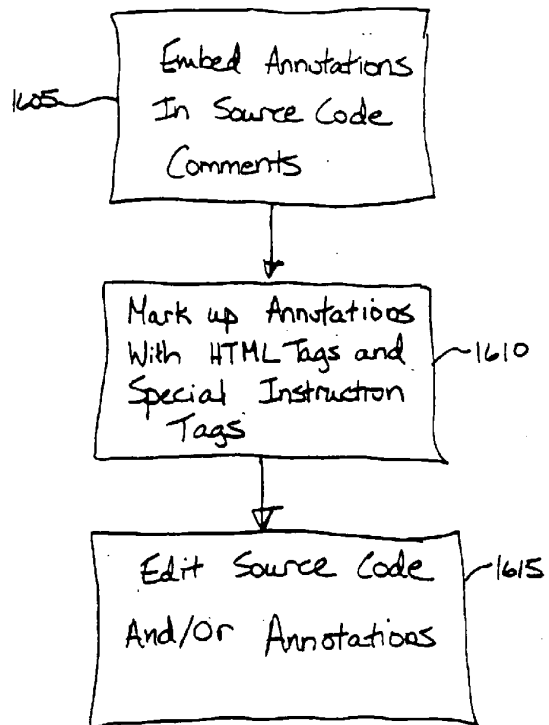 Embed Annotations
1605
In Source Code
Comments
Mark up Annotations
With HTML Tags and
1610
Special Instruction
Tags
Edit Source Code
1615
And/Or Annotations